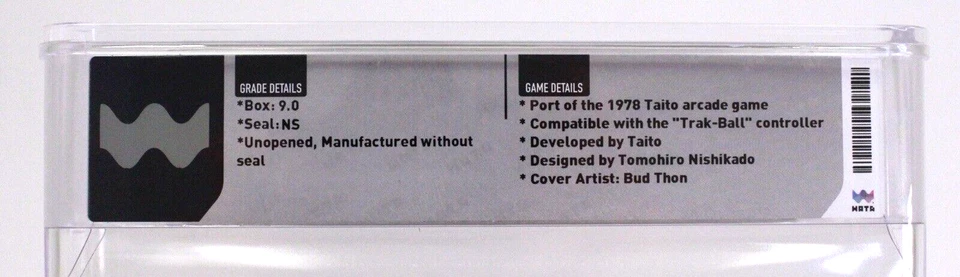 GRADE DETAILS
*Box: 9.0
*Seal: NS
*Unopened, Manufactured without
seal
GAME DETAILS
* Port of the 1978 Taito arcade game
* Compatible with the "Trak-Ball" controller
* Developed by Taito
* Designed by Tomohiro Nishikado
* Cover Artist: Bud Thon
WATA